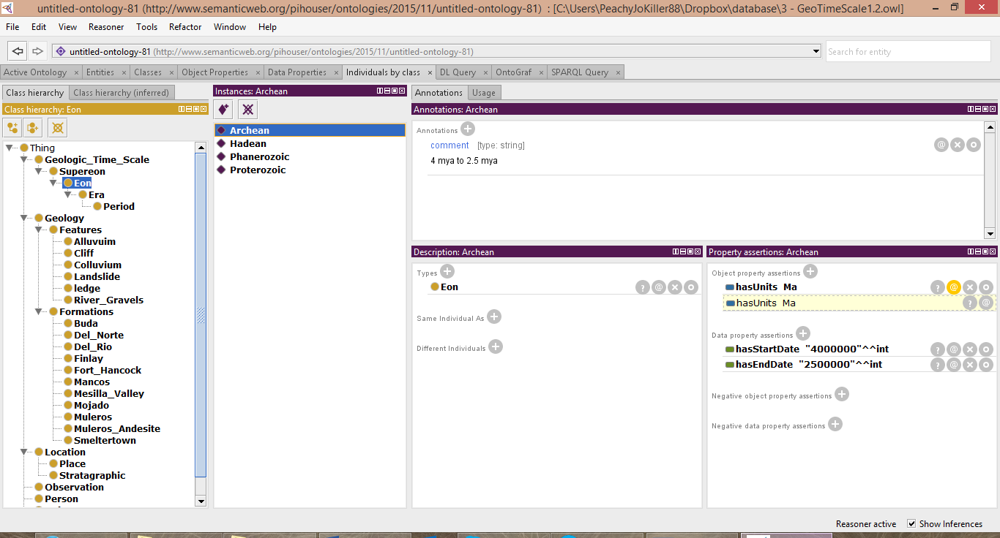 untitled-ontology-81 (http://www.semanticweb.org/pihouser/ontologies/2015/11/untitled-ontology-81) : [C:\Users\PeachyJoKiller88\Dropbox\database\3 - GeoTimeScale1.2.owl]
File Edit View Reasoner Tools Refactor Window Help
untitled-ontology-81 (http://www.semanticweb.org/pihouser/ontologies/2015/11/untitled-ontology-81)
Search for entity
Active Ontology × Entities × Classes × Object Properties × Data Properties × Individuals by class × DL Query × OntoGraf × SPARQL Query ×
Class hierarchy Class hierarchy (inferred)
Class hierarchy: Eon
Thing
Geologic_Time_Scale
Supereon
Eon
Era
Period
Geology
Features
Alluvuim
Cliff
Colluvium
Landslide
ledge
River_Gravels
Formations
Buda
Del_Norte
Del_Rio
Finlay
Fort_Hancock
Mancos
Mesilla_Valley
Mojado
Muleros
Muleros_Andesite
Smeltertown
Location
Place
Stratagraphic
Observation
Person
Instances: Archean
Archean
Hadean
Phanerozoic
Proterozoic
Annotations Usage
Annotations: Archean
Annotations
comment [type: string]
4 mya to 2.5 mya
Description: Archean
Types
Eon
Same Individual As
Different Individuals
Property assertions: Archean
Object property assertions
hasUnits Ma
hasUnits Ma
Data property assertions
hasStartDate "4000000"^^int
hasEndDate "2500000"^^int
Negative object property assertions
Negative data property assertions
Reasoner active Show Inferences